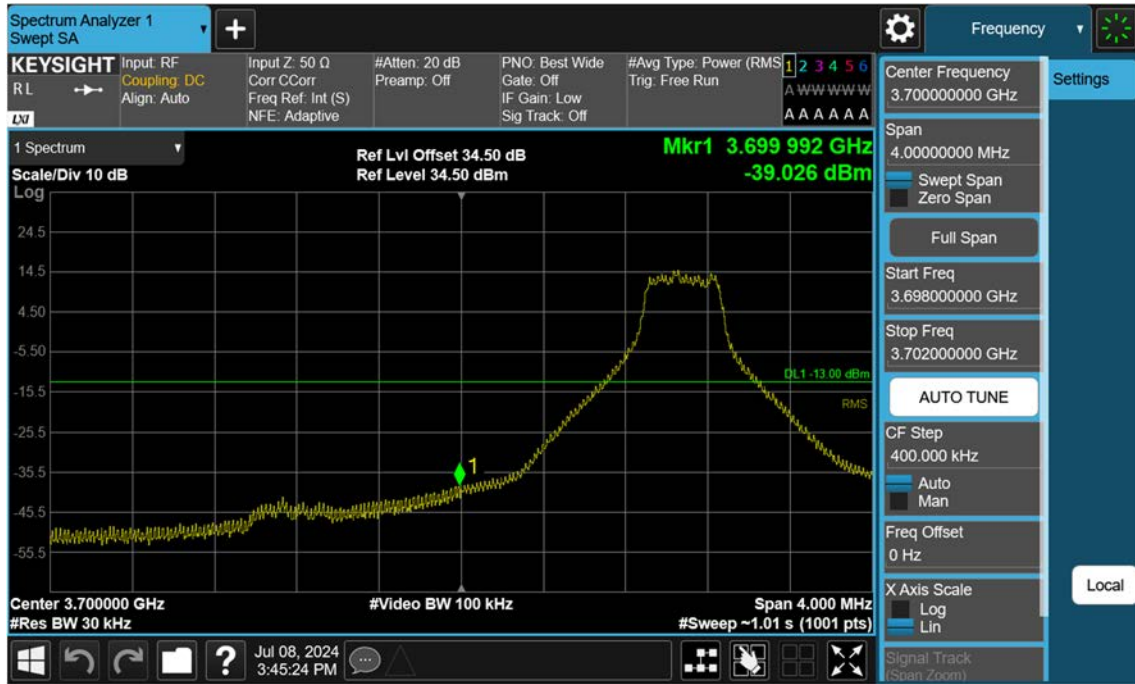 Spectrum Analyzer 1
Swept SA
+
Frequency
KEYSIGHT
RL
LXI
Input: RF
Coupling: DC
Align: Auto
Input Z: 50 Ω
Corr CCorr
Freq Ref: Int (S)
NFE: Adaptive
#Atten: 20 dB
Preamp: Off
PNO: Best Wide
Gate: Off
IF Gain: Low
Sig Track: Off
#Avg Type: Power (RMS
Trig: Free Run
1 2 3 4 5 6
A W W W W W
A A A A A A
1 Spectrum
Scale/Div 10 dB
Ref Lvl Offset 34.50 dB
Ref Level 34.50 dBm
Mkr1 3.699 992 GHz
-39.026 dBm
Log
24.5
14.5
4.50
-5.50
-15.5
-25.5
-35.5
-45.5
-55.5
DL1 -13.00 dBm
RMS
1
Center 3.700000 GHz
#Res BW 30 kHz
#Video BW 100 kHz
Span 4.000 MHz
#Sweep ~1.01 s (1001 pts)
Center Frequency
3.700000000 GHz
Span
4.00000000 MHz
Swept Span
Zero Span
Full Span
Start Freq
3.698000000 GHz
Stop Freq
3.702000000 GHz
AUTO TUNE
CF Step
400.000 kHz
Auto
Man
Freq Offset
0 Hz
X Axis Scale
Log
Lin
Signal Track
(Span Zoom)
Settings
Local
?
Jul 08, 2024
3:45:24 PM